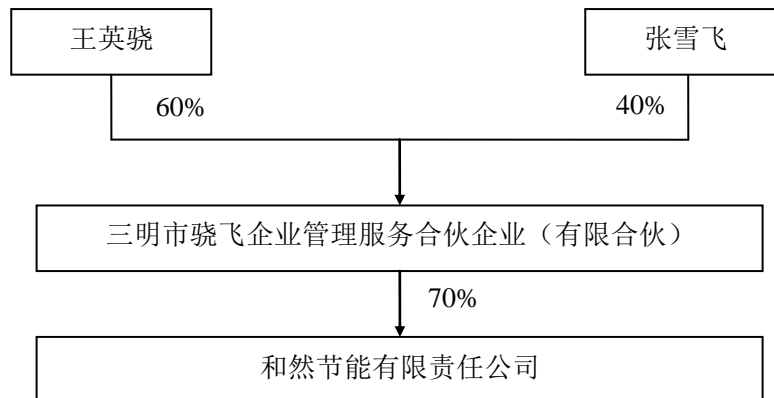 王英骁
张雪飞
60%
40%
三明市骁飞企业管理服务合伙企业（有限合伙）
70%
和然节能有限责任公司